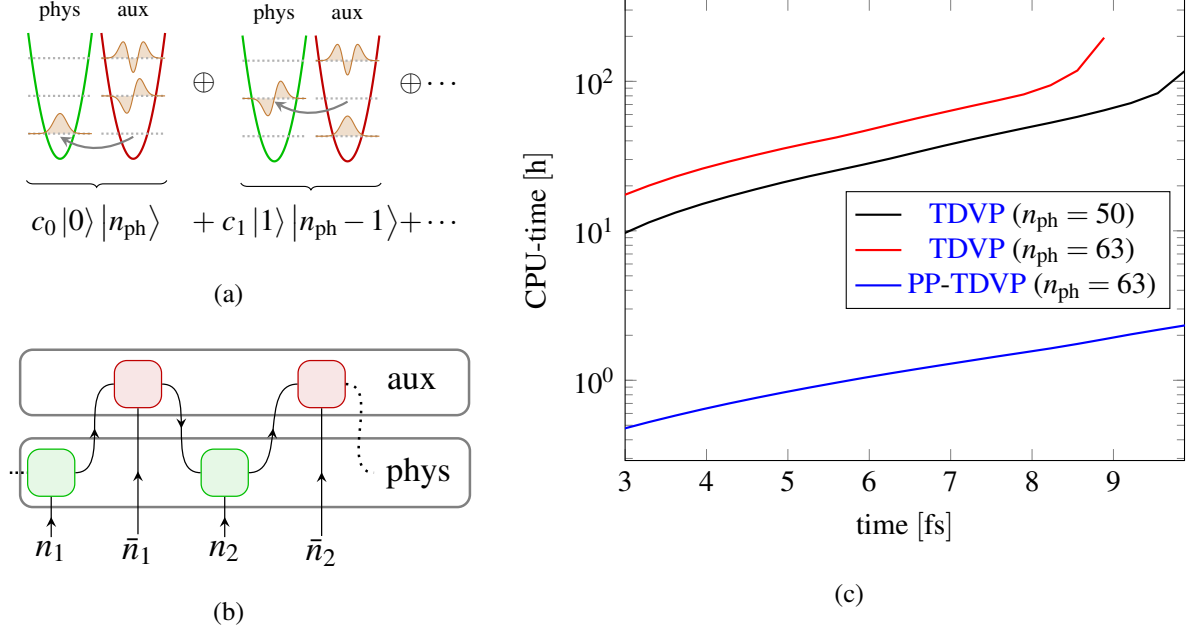 phys aux phys aux
⊕ ⊕ ⋯
c₀ |0⟩ |n_ph⟩ + c₁ |1⟩ |n_ph − 1⟩ + ⋯
(a)
aux
phys
n₁ n̄₁ n₂ n̄₂
(b)
CPU-time [h]
10²
10¹
10⁰
TDVP (n_ph = 50)
TDVP (n_ph = 63)
PP-TDVP (n_ph = 63)
3 4 5 6 7 8 9
time [fs]
(c)